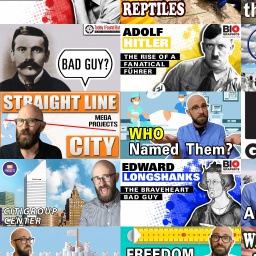 REPTILES
BAD GUY?
ADOLF
HITLER
BIO
THE RISE OF A
FANATICAL
FÜHRER
STRAIGHT LINE
MEGA
PROJECTS
CITY
WHO
Named Them?
CITIGROUP
CENTER
EDWARD
LONGSHANKS
BIO
THE BRAVEHEART
BAD GUY
FREEDOM